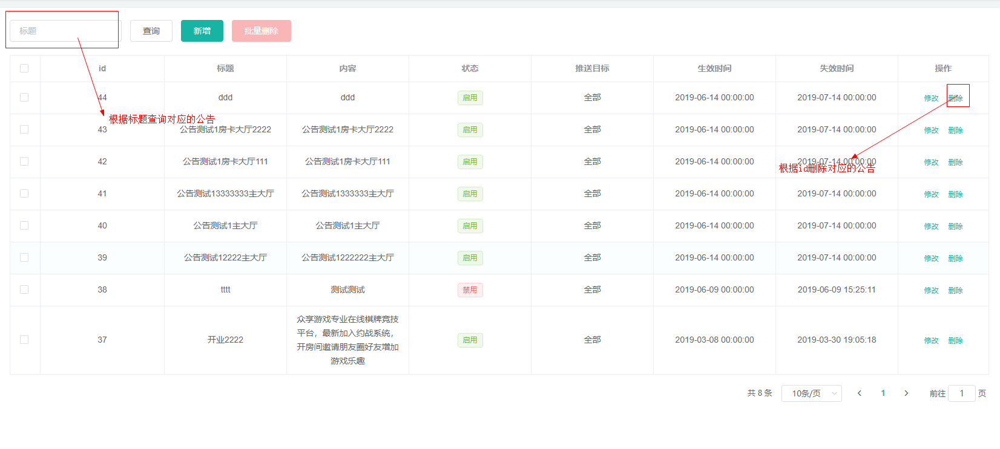 标题 查询 新增 批量删除
id 标题 内容 状态 推送目标 生效时间 失效时间 操作
44 ddd ddd 启用 全部 2019-06-14 00:00:00 2019-07-14 00:00:00 修改 删除
根据标题查询对应的公告
43 公告测试1房卡大厅2222 公告测试1房卡大厅2222 启用 全部 2019-06-14 00:00:00 2019-07-14 00:00:00 修改 删除
42 公告测试1房卡大厅111 公告测试1房卡大厅111 启用 全部 2019-06-14 00:00:00 2019-07-14 00:00:00 修改 删除
根据id删除对应的公告
41 公告测试13333333主大厅 公告测试1333333主大厅 启用 全部 2019-06-14 00:00:00 2019-07-14 00:00:00 修改 删除
40 公告测试1主大厅 公告测试1主大厅 启用 全部 2019-06-14 00:00:00 2019-07-14 00:00:00 修改 删除
39 公告测试12222主大厅 公告测试1222222主大厅 启用 全部 2019-06-14 00:00:00 2019-07-14 00:00:00 修改 删除
38 tttt 测试测试 禁用 全部 2019-06-09 00:00:00 2019-06-09 15:25:11 修改 删除
37 开业2222 众享游戏专业在线棋牌竞技
平台，最新加入约战系统，
开房间邀请朋友圈好友增加
游戏乐趣 启用 全部 2019-03-08 00:00:00 2019-03-30 19:05:18 修改 删除
共 8 条 10条/页 1 前往 1 页